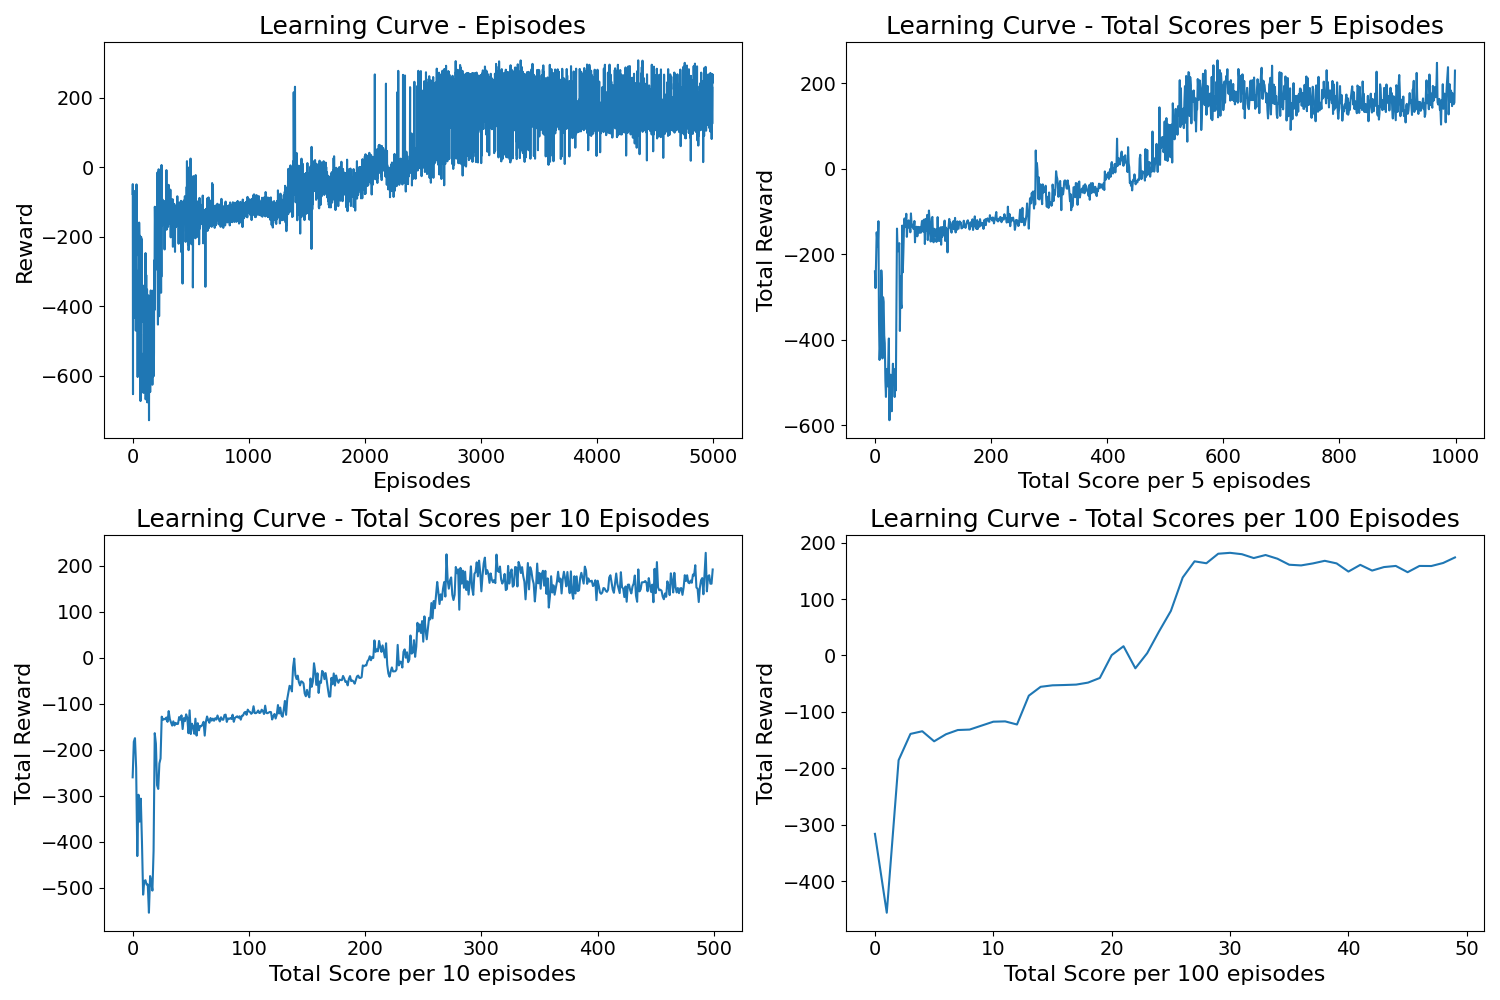 Learning Curve - Episodes
200
0
−200
−400
−600
Reward
0 1000 2000 3000 4000 5000
Episodes
Learning Curve - Total Scores per 5 Episodes
200
0
−200
−400
−600
Total Reward
0 200 400 600 800 1000
Total Score per 5 episodes
Learning Curve - Total Scores per 10 Episodes
200
100
0
−100
−200
−300
−400
−500
Total Reward
0 100 200 300 400 500
Total Score per 10 episodes
Learning Curve - Total Scores per 100 Episodes
200
100
0
−100
−200
−300
−400
Total Reward
0 10 20 30 40 50
Total Score per 100 episodes